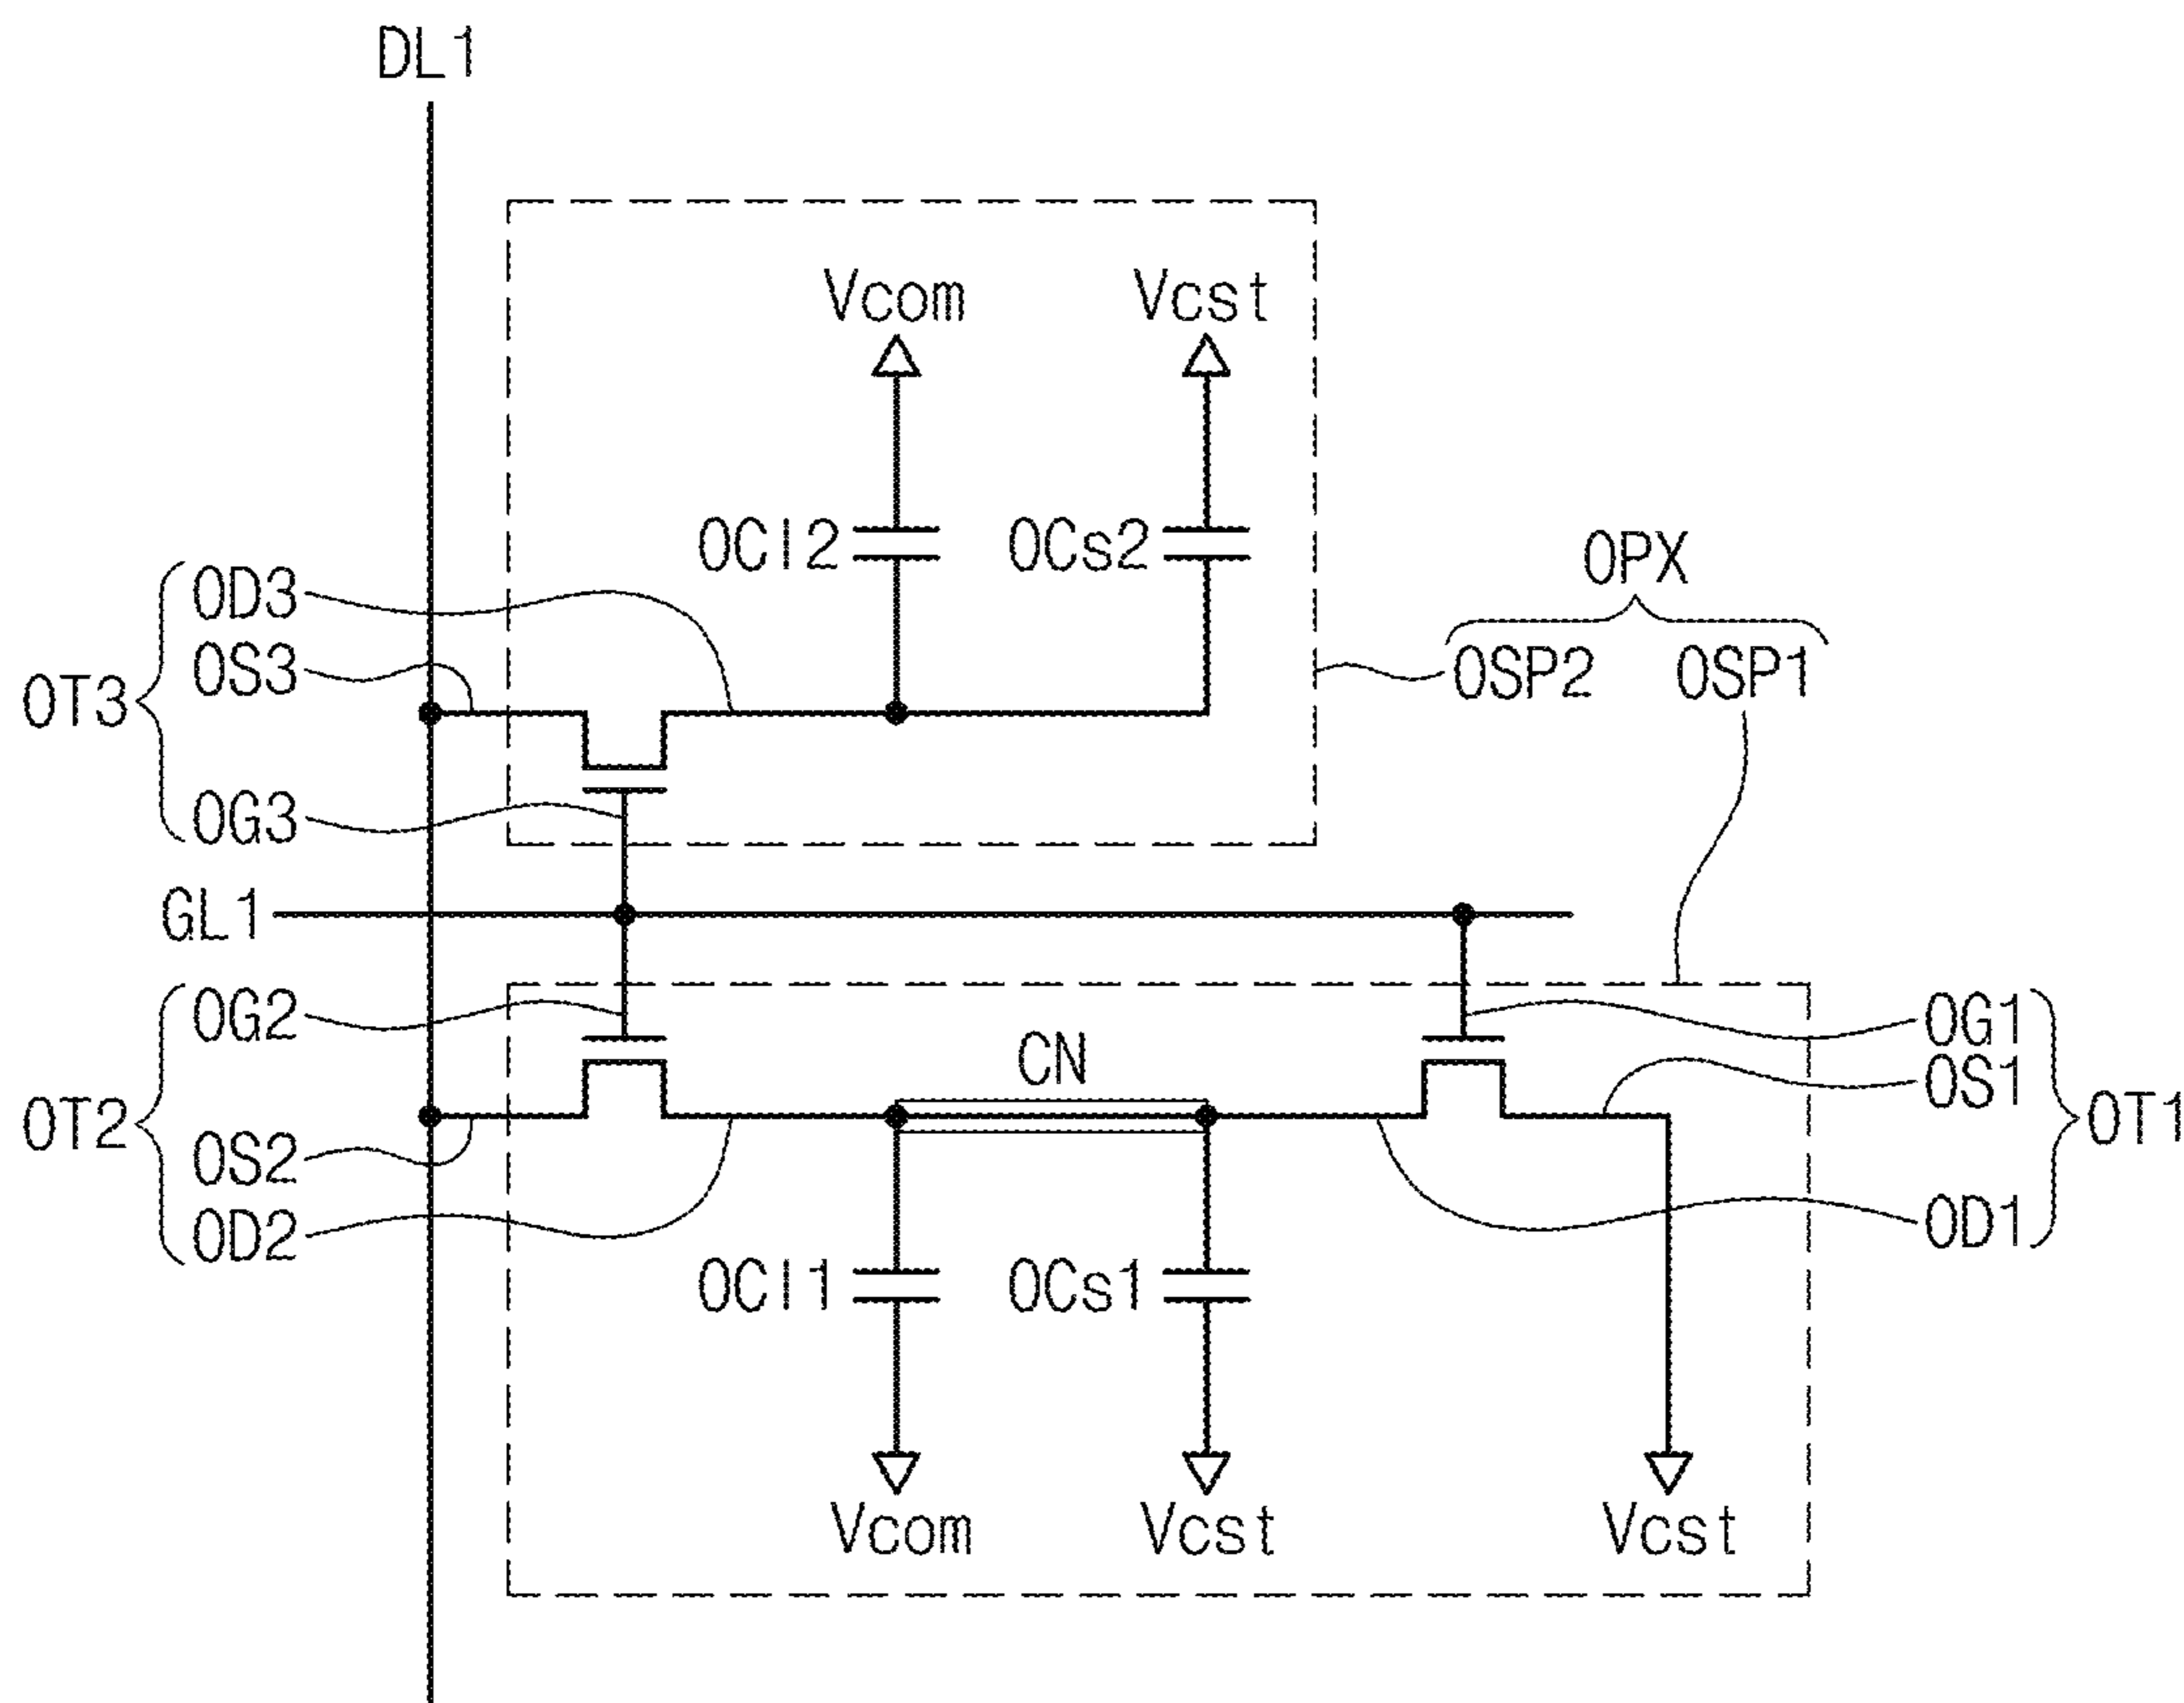 DL1
Vcom Vcst
OCl2 OCs2
OPX
OSP2 OSP1
OD3
OS3
OT3
OG3
GL1
OG2
OT2
OS2
OD2
CN
OG1
OS1
OT1
OD1
OCl1 OCs1
Vcom Vcst Vcst